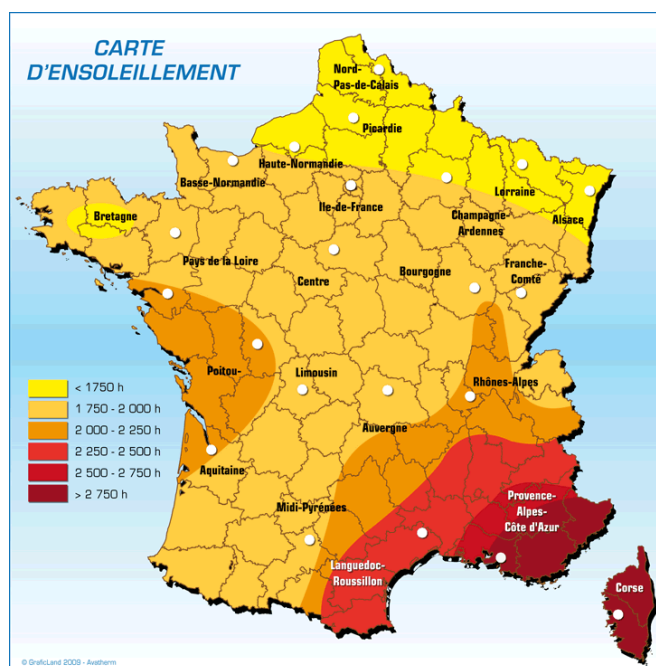 CARTE
D'ENSOLEILLEMENT
Nord-
Pas-de-Calais
Picardie
Haute-Normandie
Basse-Normandie
Ile-de-France
Lorraine
Alsace
Champagne
Ardennes
Bretagne
Pays de la Loire
Centre
Bourgogne
Franche-
Comté
Poitou-
Limousin
Rhônes-Alpes
Auvergne
Aquitaine
Midi-Pyrénées
Languedoc-
Roussillon
Provence-
Alpes-
Côte d'Azur
Corse
< 1750 h
1 750 - 2 000 h
2 000 - 2 250 h
2 250 - 2 500 h
2 500 - 2 750 h
> 2 750 h
© GraficLand 2009 - Avatherm